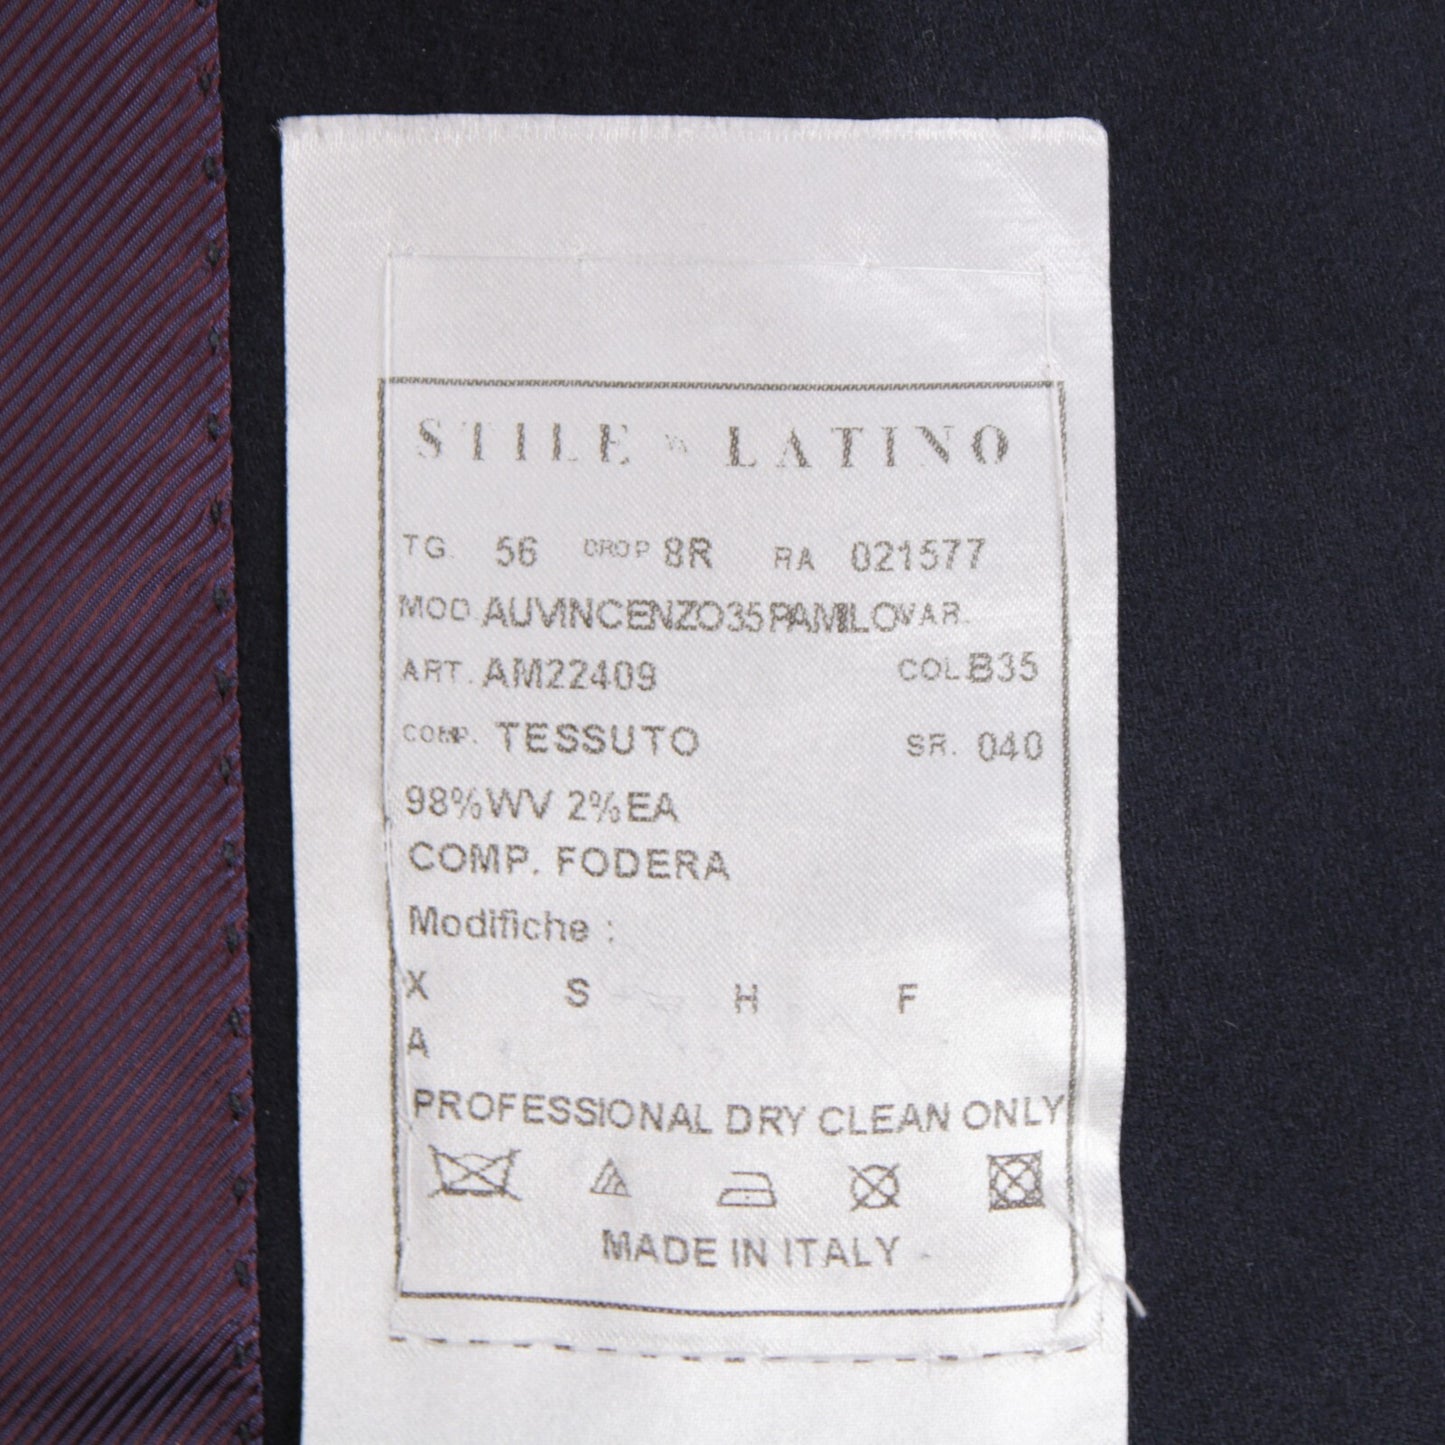 STILE LATINO
TG. 56 DROP 8R RA 021577
MOD. AUVINCENZO35PAMILO VAR.
ART. AM22409 COL. B35
COMP. TESSUTO SR. 040
98%WV 2%EA
COMP. FODERA
Modifiche :
X S H F
A
PROFESSIONAL DRY CLEAN ONLY
MADE IN ITALY